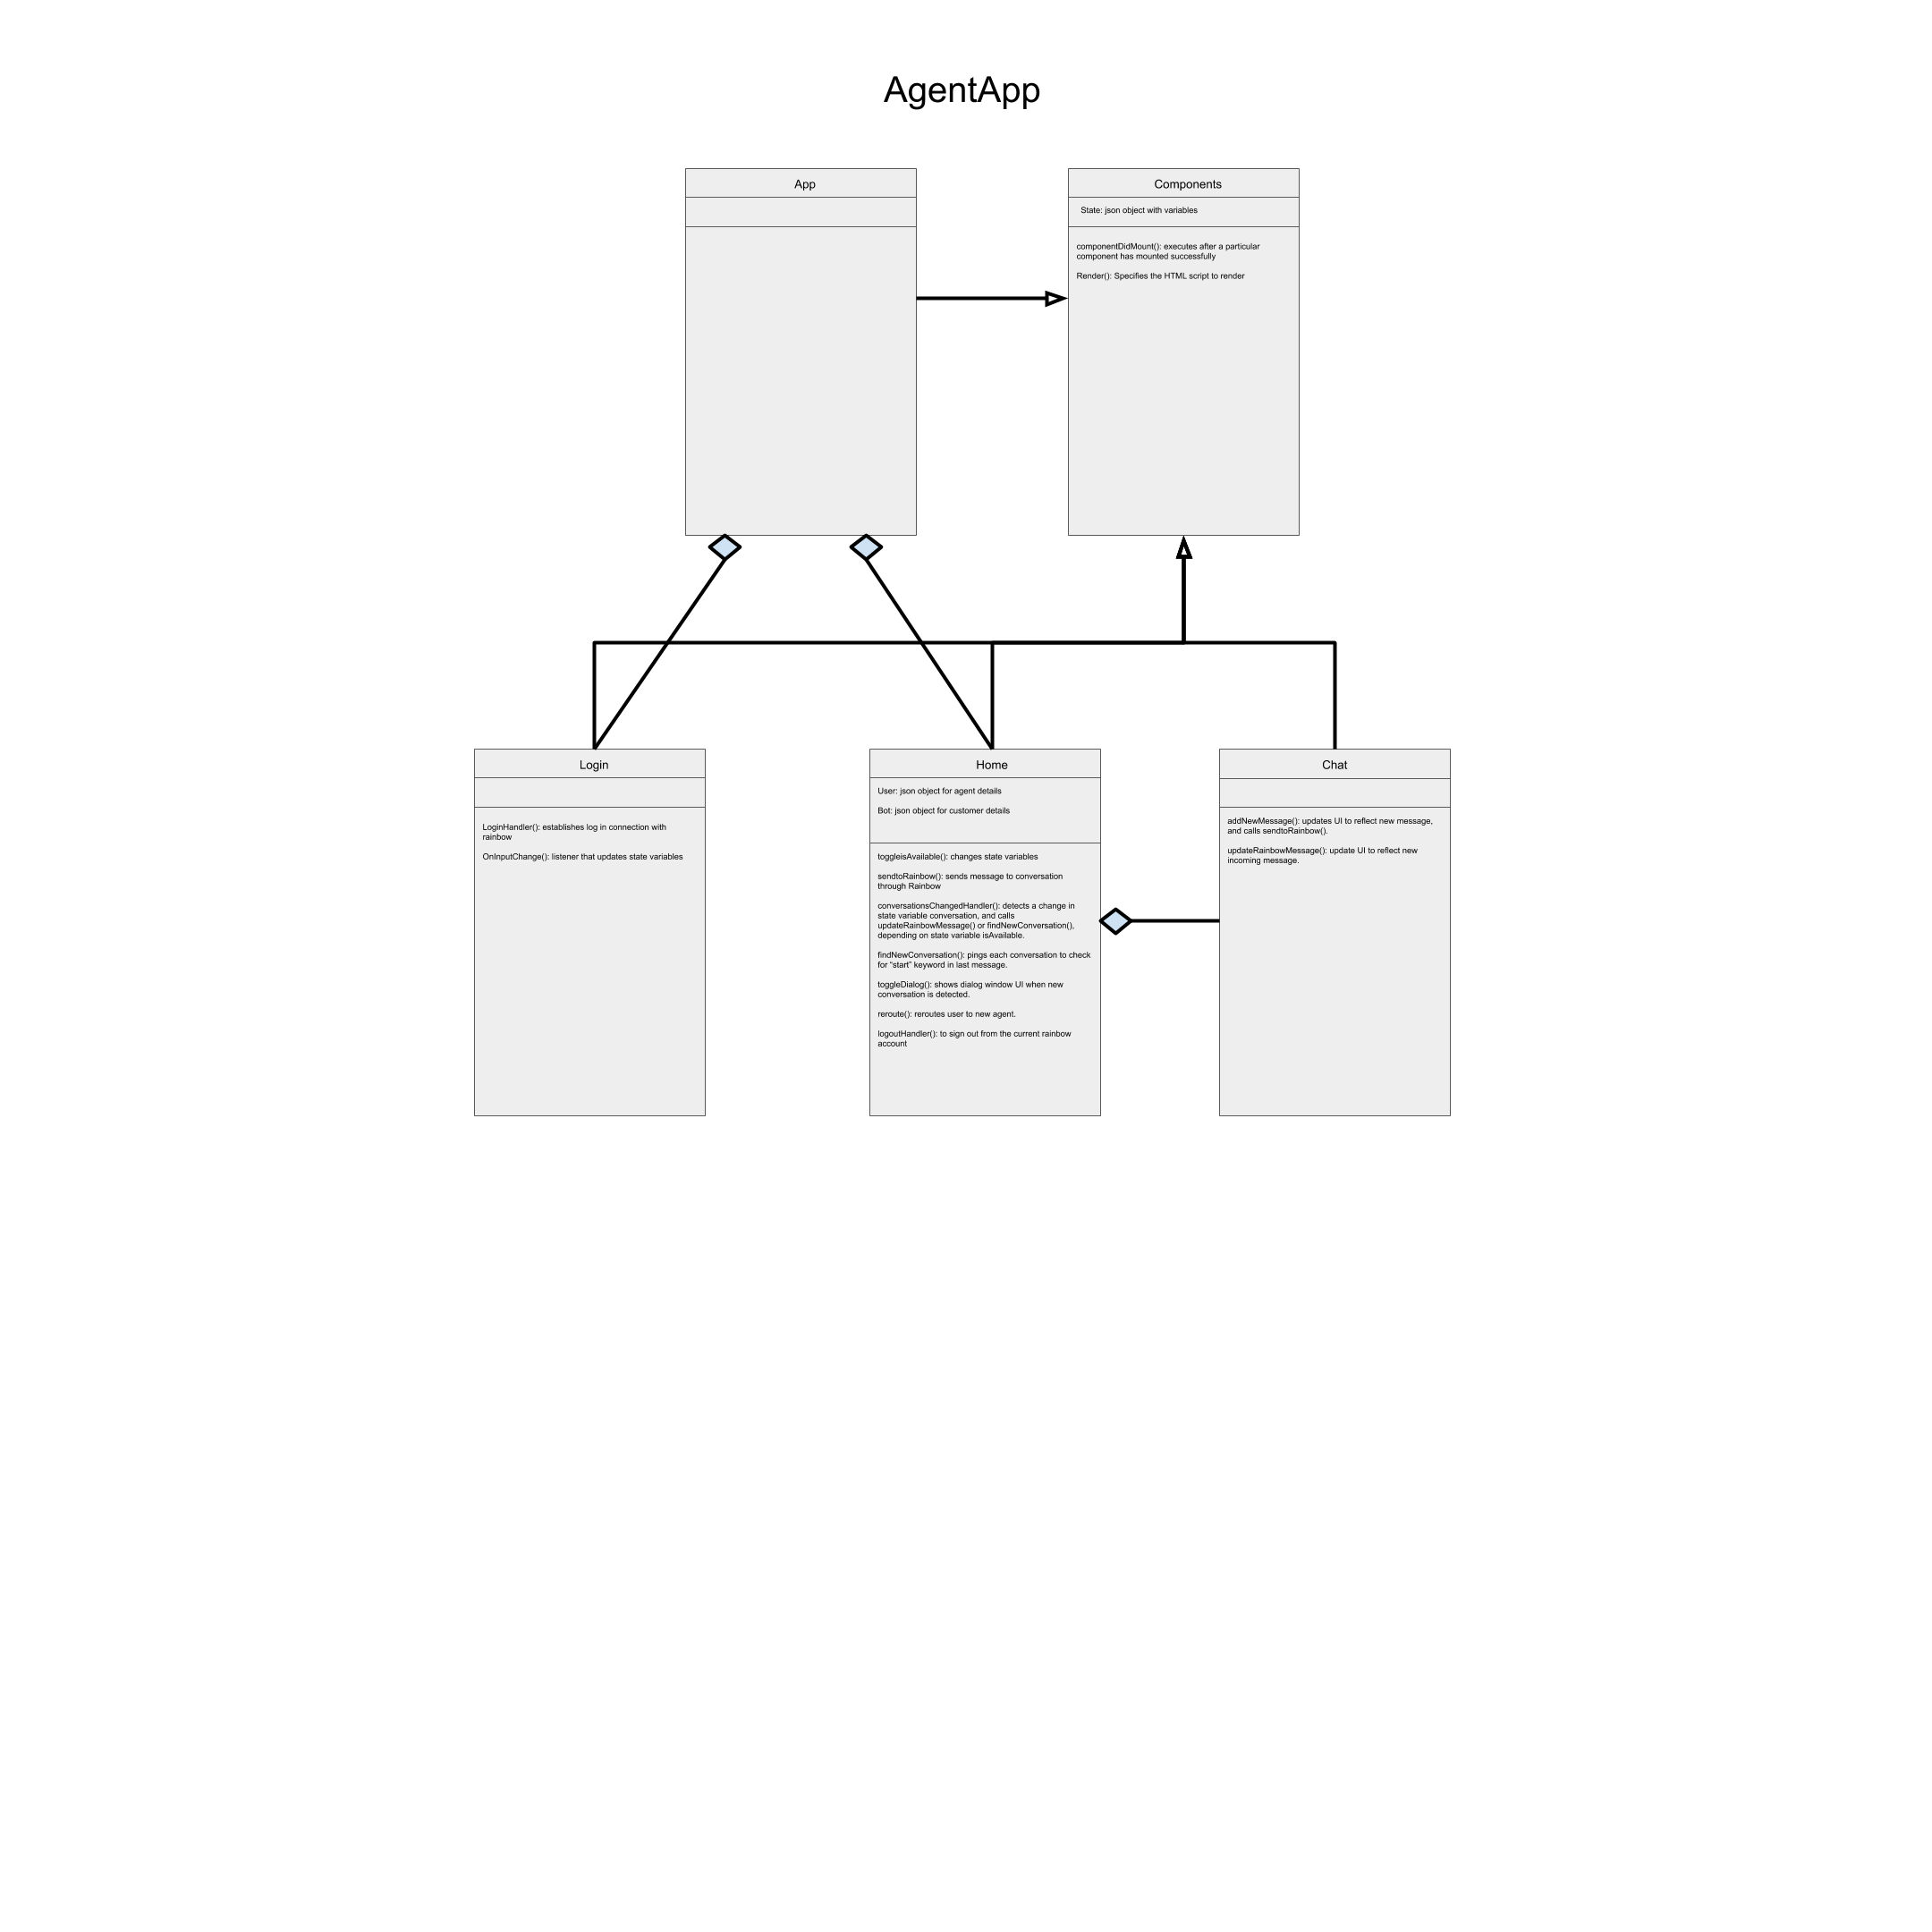 AgentApp
App
Components
State: json object with variables
componentDidMount(): executes after a particular
component has mounted successfully
Render(): Specifies the HTML script to render
Login
LoginHandler(): establishes log in connection with
rainbow
OnInputChange(): listener that updates state variables
Home
User: json object for agent details
Bot: json object for customer details
toggleisAvailable(): changes state variables
sendtoRainbow(): sends message to conversation
through Rainbow
conversationsChangedHandler(): detects a change in
state variable conversation, and calls
updateRainbowMessage() or findNewConversation(),
depending on state variable isAvailable.
findNewConversation(): pings each conversation to check
for “start” keyword in last message.
toggleDialog(): shows dialog window UI when new
conversation is detected.
reroute(): reroutes user to new agent.
logoutHandler(): to sign out from the current rainbow
account
Chat
addNewMessage(): updates UI to reflect new message,
and calls sendtoRainbow().
updateRainbowMessage(): update UI to reflect new
incoming message.